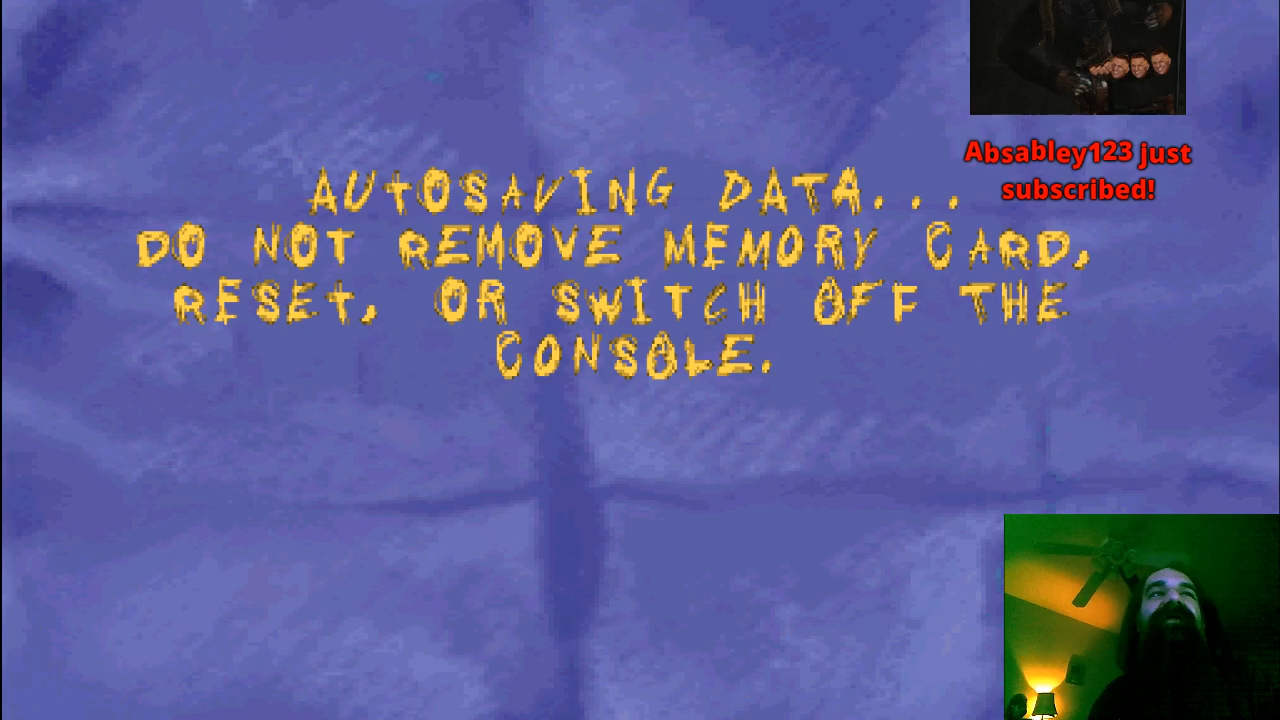 Absabley123 just
subscribed!
AUTOSAVING DATA...
DO NOT REMOVE MEMORY CARD,
RESET, OR SWITCH OFF THE
CONSOLE.